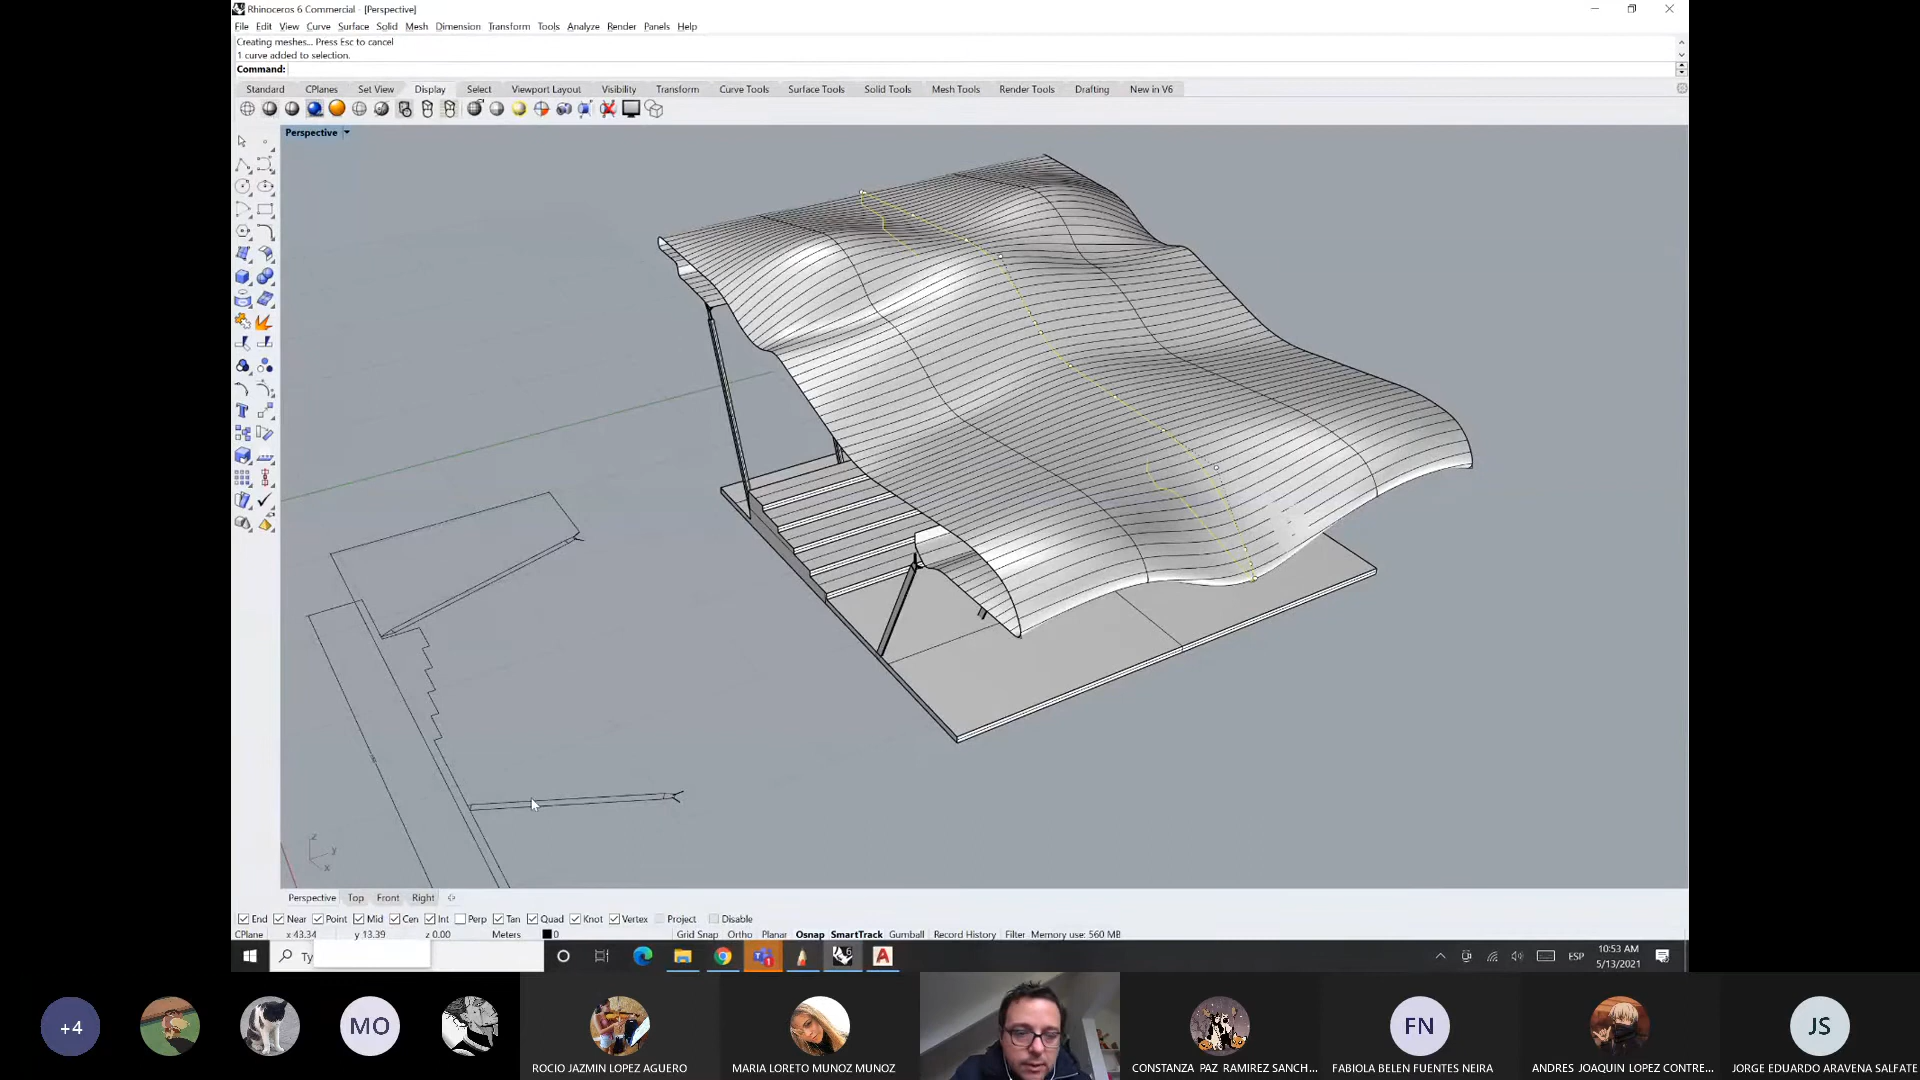 Rhinoceros 6 Commercial - [Perspective]
File Edit View Curve Surface Solid Mesh Dimension Transform Tools Analyze Render Panels Help
Creating meshes... Press Esc to cancel
1 curve added to selection.
Command:
Standard CPlanes Set View Display Select Viewport Layout Visibility Transform Curve Tools Surface Tools Solid Tools Mesh Tools Render Tools Drafting New in V6
Perspective
z
y
x
Perspective Top Front Right
End Near Point Mid Cen Int Perp Tan Quad Knot Vertex Project Disable
CPlane x 43.34 y 13.39 z 0.00 Meters 0 Grid Snap Ortho Planar Osnap SmartTrack Gumball Record History Filter Memory use: 560 MB
Ty
ESP
10:53 AM
5/13/2021
+4
MO
FN
JS
ROCIO JAZMIN LOPEZ AGUERO
MARIA LORETO MUNOZ MUNOZ
CONSTANZA PAZ RAMIREZ SANCH...
FABIOLA BELEN FUENTES NEIRA
ANDRES JOAQUIN LOPEZ CONTRE...
JORGE EDUARDO ARAVENA SALFATE